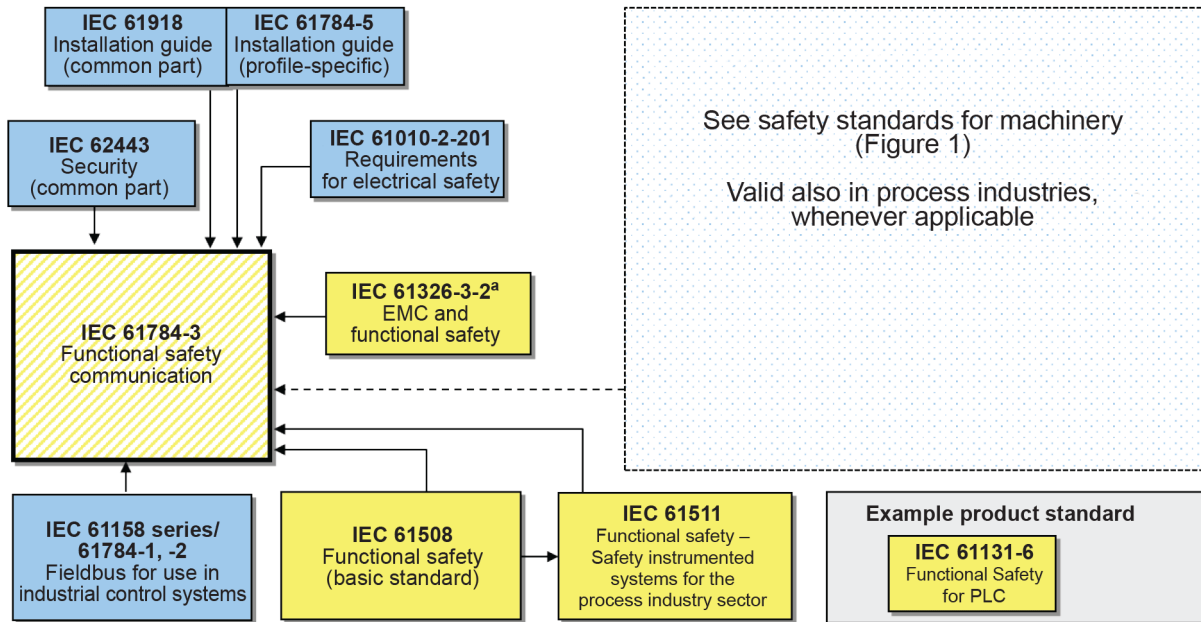 IEC 61918
Installation guide
(common part)
IEC 61784-5
Installation guide
(profile-specific)
IEC 62443
Security
(common part)
IEC 61010-2-201
Requirements
for electrical safety
See safety standards for machinery
(Figure 1)
Valid also in process industries,
whenever applicable
IEC 61784-3
Functional safety
communication
IEC 61326-3-2ᵃ
EMC and
functional safety
IEC 61158 series/
61784-1, -2
Fieldbus for use in
industrial control systems
IEC 61508
Functional safety
(basic standard)
IEC 61511
Functional safety –
Safety instrumented
systems for the
process industry sector
Example product standard
IEC 61131-6
Functional Safety
for PLC